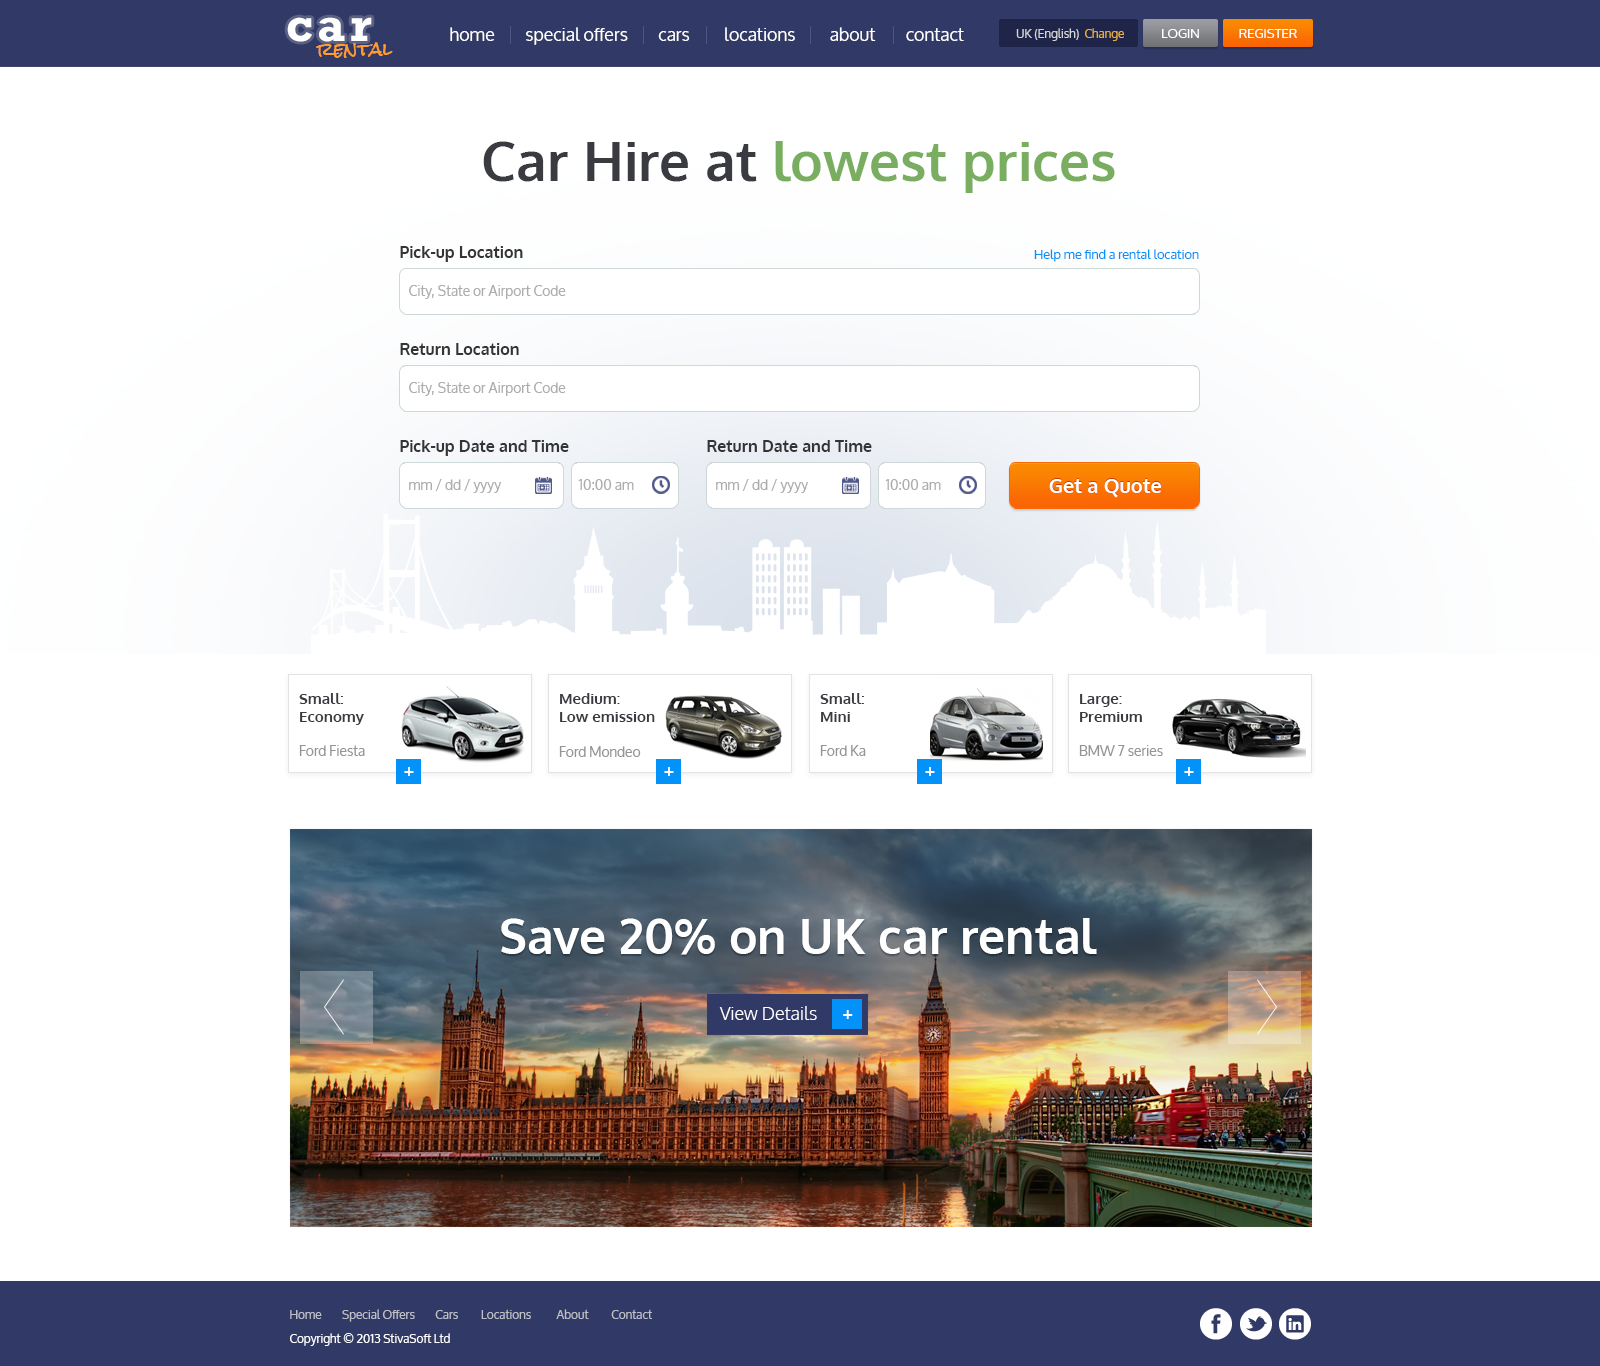 car
RENTAL
home
special offers
cars
locations
about
contact
UK (English) Change
LOGIN
REGISTER
Car Hire at lowest prices
Pick-up Location
Help me find a rental location
City, State or Airport Code
Return Location
City, State or Airport Code
Pick-up Date and Time
Return Date and Time
mm / dd / yyyy
10:00 am
mm / dd / yyyy
10:00 am
Get a Quote
Small:
Economy
Ford Fiesta
+
Medium:
Low emission
Ford Mondeo
+
Small:
Mini
Ford Ka
+
Large:
Premium
BMW 7 series
+
Save 20% on UK car rental
View Details +
Home
Special Offers
Cars
Locations
About
Contact
Copyright © 2013 StivaSoft Ltd
f
in